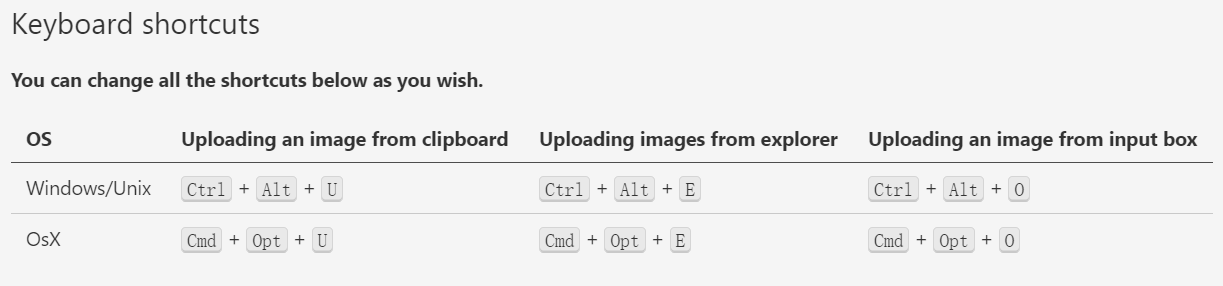 Keyboard shortcuts
You can change all the shortcuts below as you wish.
OS Uploading an image from clipboard Uploading images from explorer Uploading an image from input box
Windows/Unix Ctrl + Alt + U Ctrl + Alt + E Ctrl + Alt + O
OsX Cmd + Opt + U Cmd + Opt + E Cmd + Opt + O